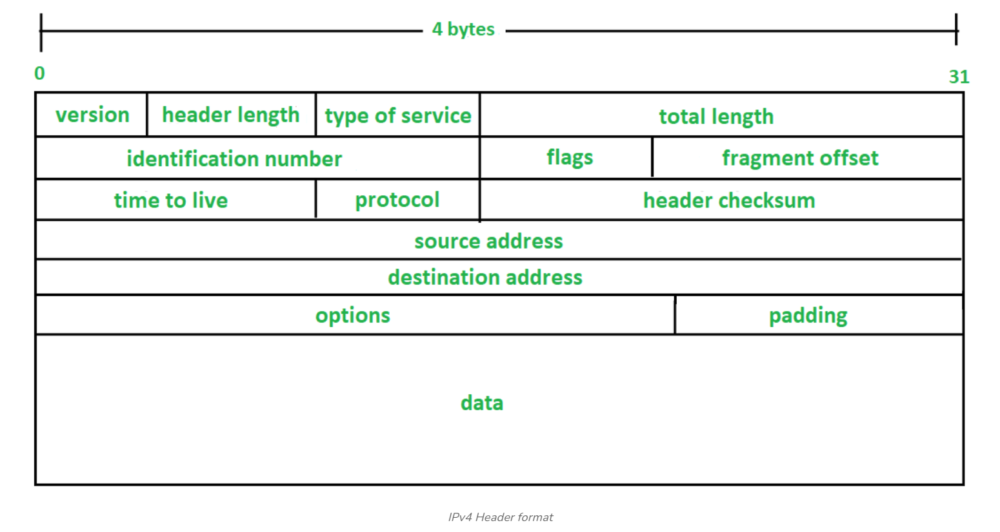 4 bytes
0 31
version header length type of service total length
identification number flags fragment offset
time to live protocol header checksum
source address
destination address
options padding
data
IPv4 Header format